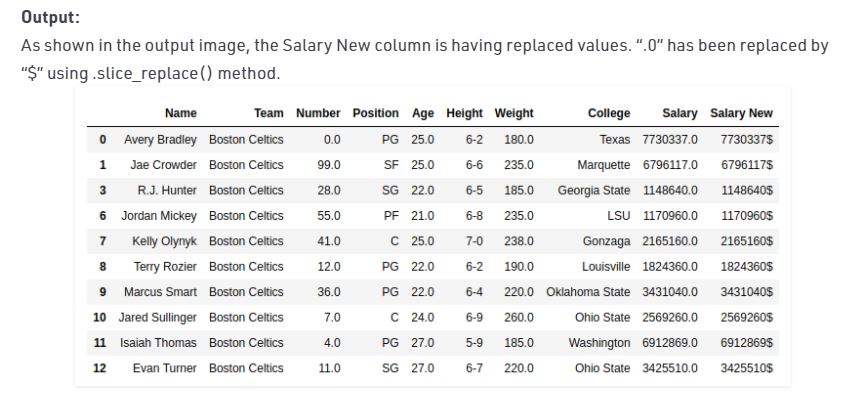 Output:
As shown in the output image, the Salary New column is having replaced values. “.0” has been replaced by
“$” using .slice_replace() method.
Name Team Number Position Age Height Weight College Salary Salary New
0 Avery Bradley Boston Celtics 0.0 PG 25.0 6-2 180.0 Texas 7730337.0 7730337$
1 Jae Crowder Boston Celtics 99.0 SF 25.0 6-6 235.0 Marquette 6796117.0 6796117$
3 R.J. Hunter Boston Celtics 28.0 SG 22.0 6-5 185.0 Georgia State 1148640.0 1148640$
6 Jordan Mickey Boston Celtics 55.0 PF 21.0 6-8 235.0 LSU 1170960.0 1170960$
7 Kelly Olynyk Boston Celtics 41.0 C 25.0 7-0 238.0 Gonzaga 2165160.0 2165160$
8 Terry Rozier Boston Celtics 12.0 PG 22.0 6-2 190.0 Louisville 1824360.0 1824360$
9 Marcus Smart Boston Celtics 36.0 PG 22.0 6-4 220.0 Oklahoma State 3431040.0 3431040$
10 Jared Sullinger Boston Celtics 7.0 C 24.0 6-9 260.0 Ohio State 2569260.0 2569260$
11 Isaiah Thomas Boston Celtics 4.0 PG 27.0 5-9 185.0 Washington 6912869.0 6912869$
12 Evan Turner Boston Celtics 11.0 SG 27.0 6-7 220.0 Ohio State 3425510.0 3425510$